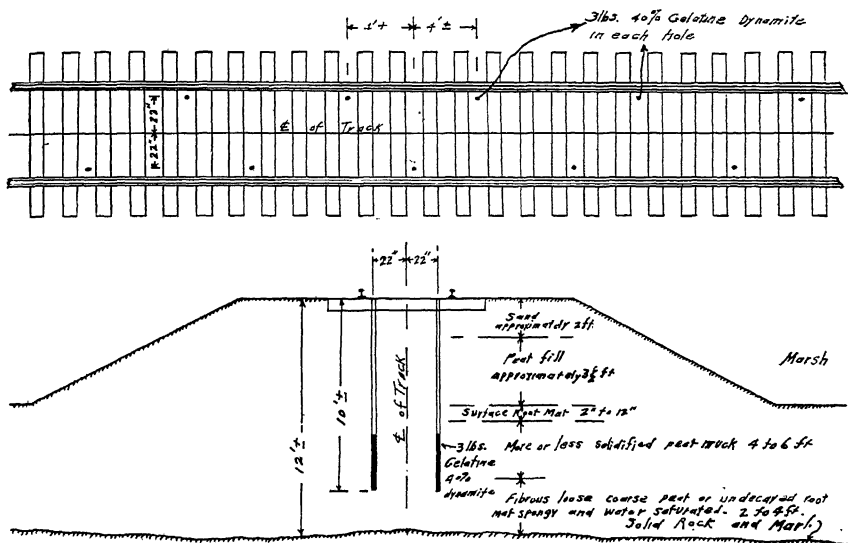 4'± 4'±
3lbs. 40% Gelatine Dynamite
in each Hole
22" 22"
℄ of Track
22" 22"
Sand
approximately 2 ft.
Peat fill
approximately 3½ ft
Marsh
Surface Root Mat 2" to 12"
10'±
12'±
℄ of Track
3 lbs.
Gelatine
40%
dynamite
More or less solidified peat muck 4 to 6 ft
Fibrous loose coarse peat or undecayed root
mat spongy and water saturated. 2 to 4 ft.
Solid Rock and Marl